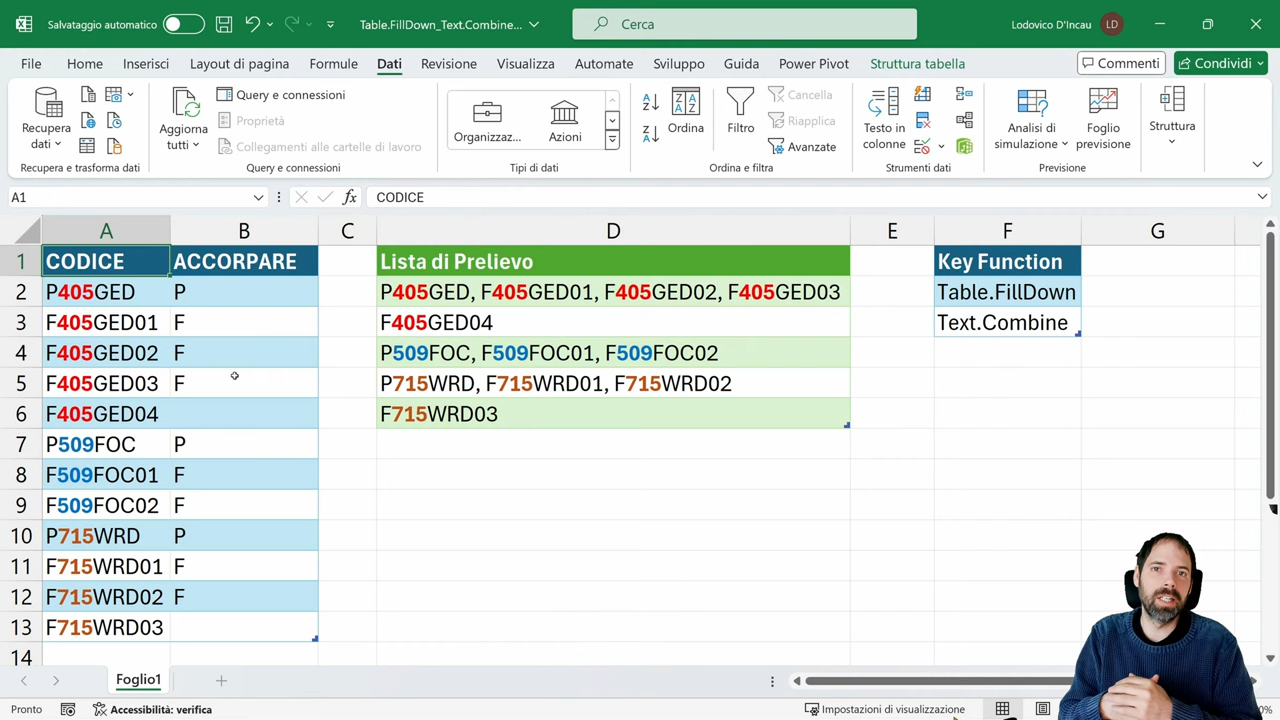 Salvataggio automatico
Table.FillDown_Text.Combine...
Cerca
Lodovico D'Incau
LD
File Home Inserisci Layout di pagina Formule Dati Revisione Visualizza Automate Sviluppo Guida Power Pivot Struttura tabella
Commenti
Condividi
Recupera dati
Recupera e trasforma dati
Aggiorna tutti
Query e connessioni
Proprietà
Collegamenti alle cartelle di lavoro
Query e connessioni
Organizzaz...
Azioni
Tipi di dati
Ordina
Filtro
Cancella
Riapplica
Avanzate
Ordina e filtra
Testo in colonne
Strumenti dati
Analisi di simulazione
Foglio previsione
Previsione
Struttura
A1
fx
CODICE
A B C D E F G
1 CODICE ACCORPARE Lista di Prelievo Key Function
2 P405GED P P405GED, F405GED01, F405GED02, F405GED03 Table.FillDown
3 F405GED01 F F405GED04 Text.Combine
4 F405GED02 F P509FOC, F509FOC01, F509FOC02
5 F405GED03 F P715WRD, F715WRD01, F715WRD02
6 F405GED04 F715WRD03
7 P509FOC P
8 F509FOC01 F
9 F509FOC02 F
10 P715WRD P
11 F715WRD01 F
12 F715WRD02 F
13 F715WRD03
14
Foglio1
Pronto
Accessibilità: verifica
Impostazioni di visualizzazione